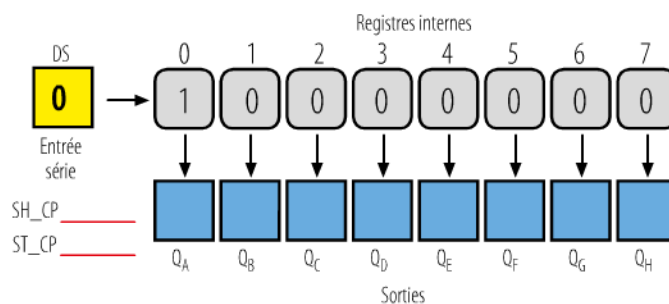 Registres internes
DS 0 1 2 3 4 5 6 7
0 1 0 0 0 0 0 0 0
Entrée
série
SH_CP
ST_CP
QA QB QC QD QE QF QG QH
Sorties